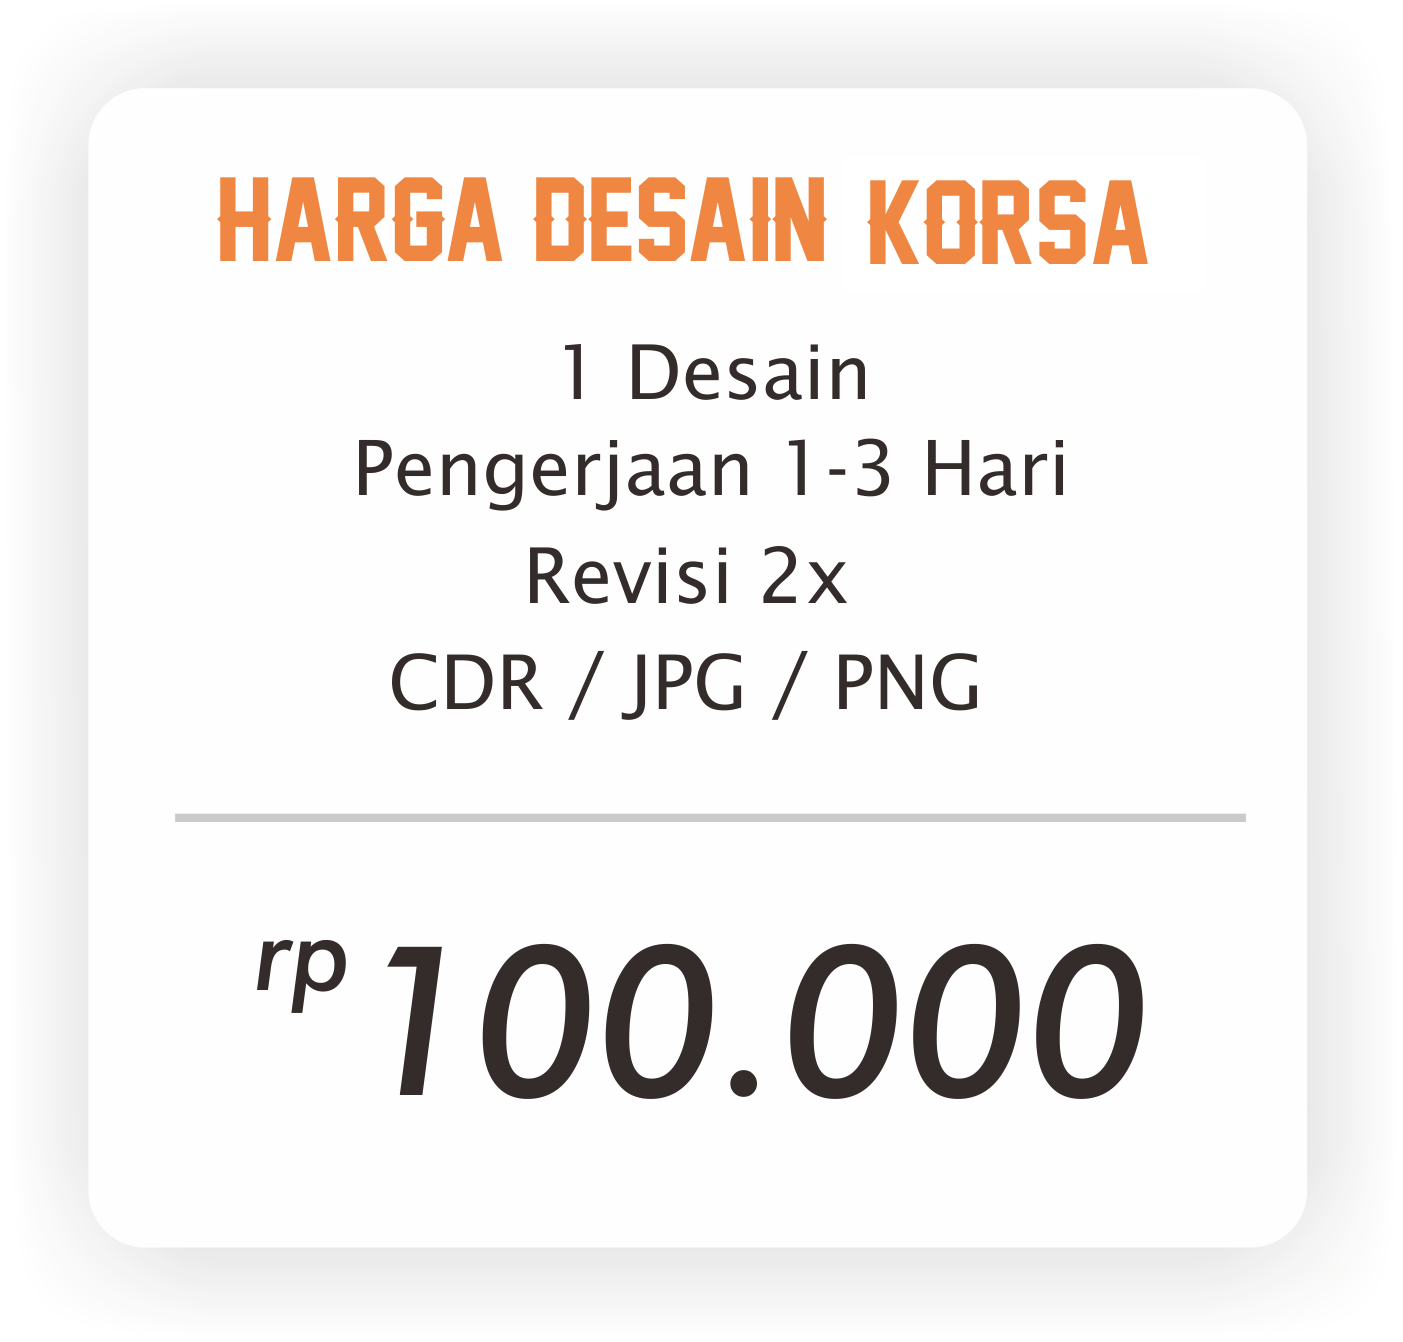 HARGA DESAIN KORSA
1 Desain
Pengerjaan 1-3 Hari
Revisi 2x
CDR / JPG / PNG
rp 100.000